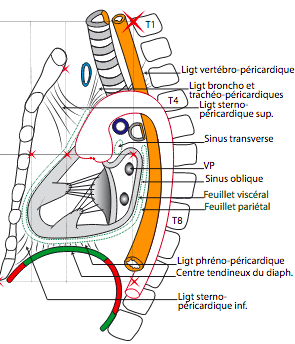 T1
Ligt vertébro-péricardique
Ligt broncho et
trachéo-péricardiques
T4
Ligt sterno-
péricardique sup.
Sinus transverse
VP
Sinus oblique
Feuillet viscéral
Feuillet pariétal
T8
Ligt phréno-péricardique
Centre tendineux du diaph.
Ligt sterno-
péricardique inf.